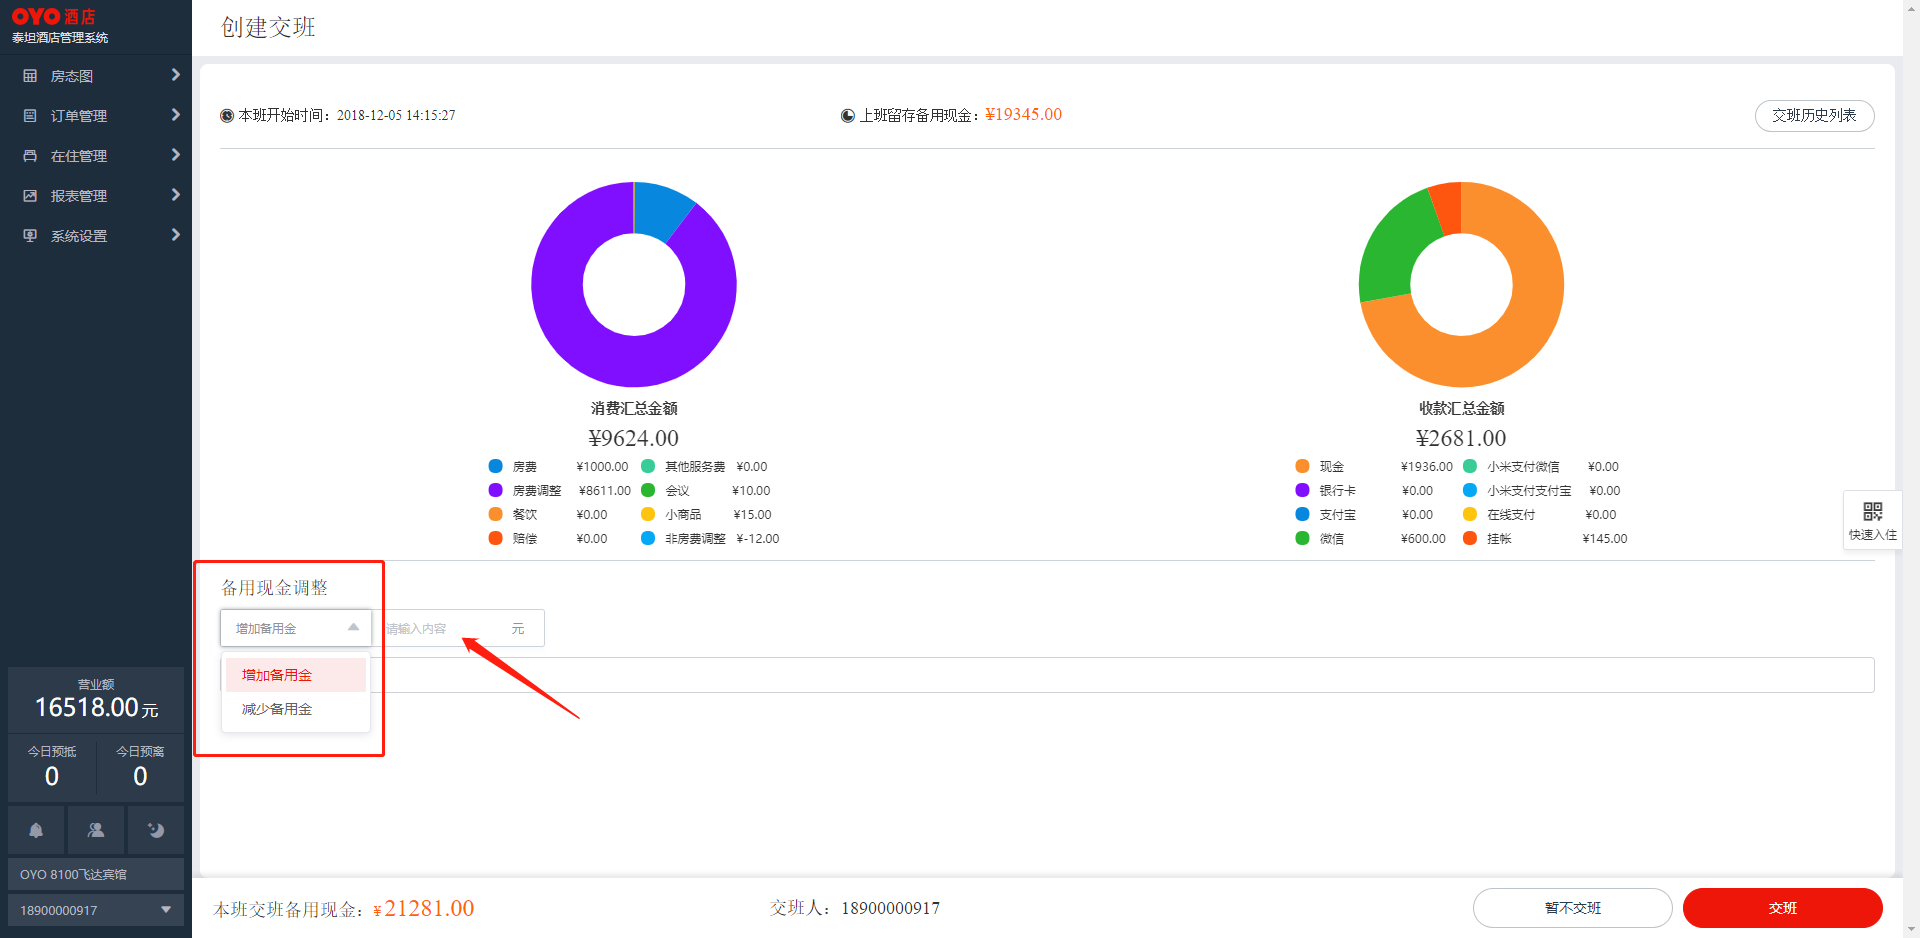 OYO 酒店
泰坦酒店管理系统
房态图
订单管理
在住管理
报表管理
系统设置
营业额
16518.00 元
今日预抵 今日预离
0 0
OYO 8100飞达宾馆
18900000917
创建交班
本班开始时间：2018-12-05 14:15:27 上班留存备用现金：¥19345.00 交班历史列表
消费汇总金额
¥9624.00
房费 ¥1000.00 其他服务费 ¥0.00
房费调整 ¥8611.00 会议 ¥10.00
餐饮 ¥0.00 小商品 ¥15.00
赔偿 ¥0.00 非房费调整 ¥-12.00
收款汇总金额
¥2681.00
现金 ¥1936.00 小米支付微信 ¥0.00
银行卡 ¥0.00 小米支付支付宝 ¥0.00
支付宝 ¥0.00 在线支付 ¥0.00
微信 ¥600.00 挂帐 ¥145.00
快速入住
备用现金调整
增加备用金 请输入内容 元
增加备用金
减少备用金
本班交班备用现金：¥21281.00 交班人：18900000917 暂不交班 交班